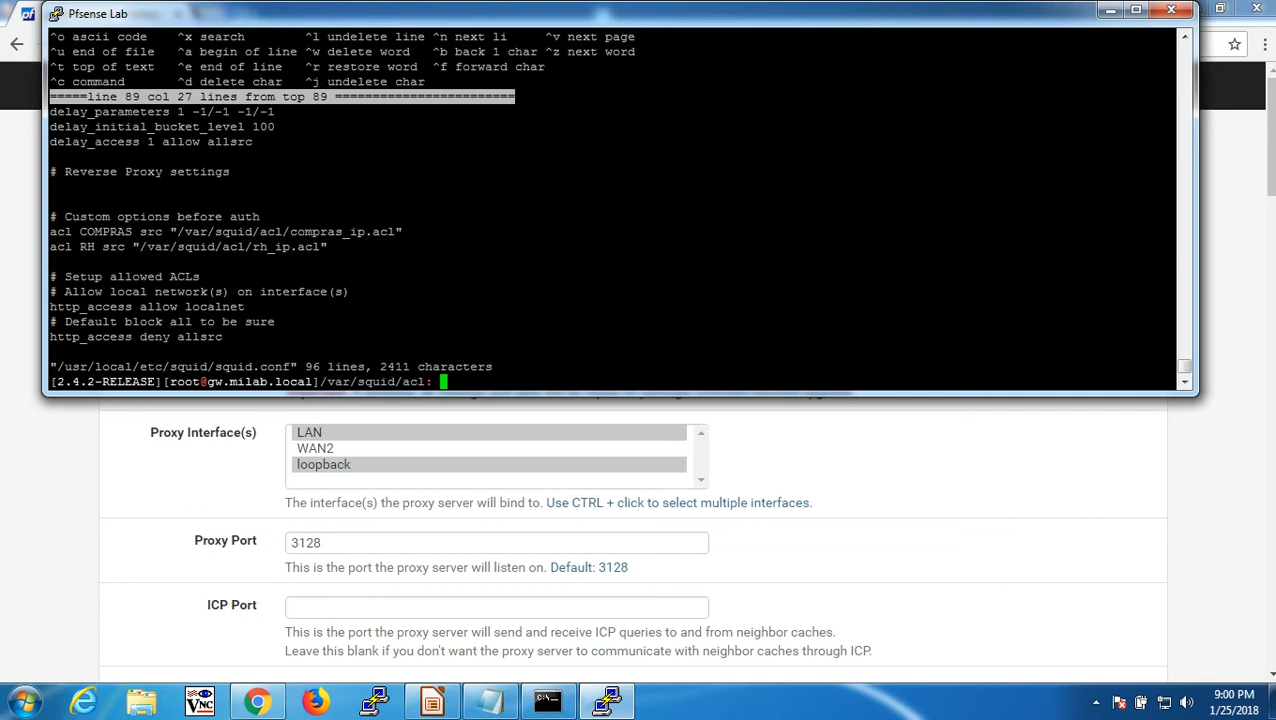 pf
Pfsense Lab
^o ascii code ^x search ^l undelete line ^n next li ^v next page
^u end of file ^a begin of line ^w delete word ^b back 1 char ^z next word
^t top of text ^e end of line ^r restore word ^f forward char
^c command ^d delete char ^j undelete char
=====line 89 col 27 lines from top 89 ========================
delay_parameters 1 -1/-1 -1/-1
delay_initial_bucket_level 100
delay_access 1 allow allsrc
# Reverse Proxy settings
# Custom options before auth
acl COMPRAS src "/var/squid/acl/compras_ip.acl"
acl RH src "/var/squid/acl/rh_ip.acl"
# Setup allowed ACLs
# Allow local network(s) on interface(s)
http_access allow localnet
# Default block all to be sure
http_access deny allsrc
"/usr/local/etc/squid/squid.conf" 96 lines, 2411 characters
[2.4.2-RELEASE][root@gw.milab.local]/var/squid/acl:
Proxy Interface(s)
LAN
WAN2
loopback
The interface(s) the proxy server will bind to. Use CTRL + click to select multiple interfaces.
Proxy Port
3128
This is the port the proxy server will listen on. Default: 3128
ICP Port
This is the port the proxy server will send and receive ICP queries to and from neighbor caches.
Leave this blank if you don't want the proxy server to communicate with neighbor caches through ICP.
VNC
9:00 PM
1/25/2018